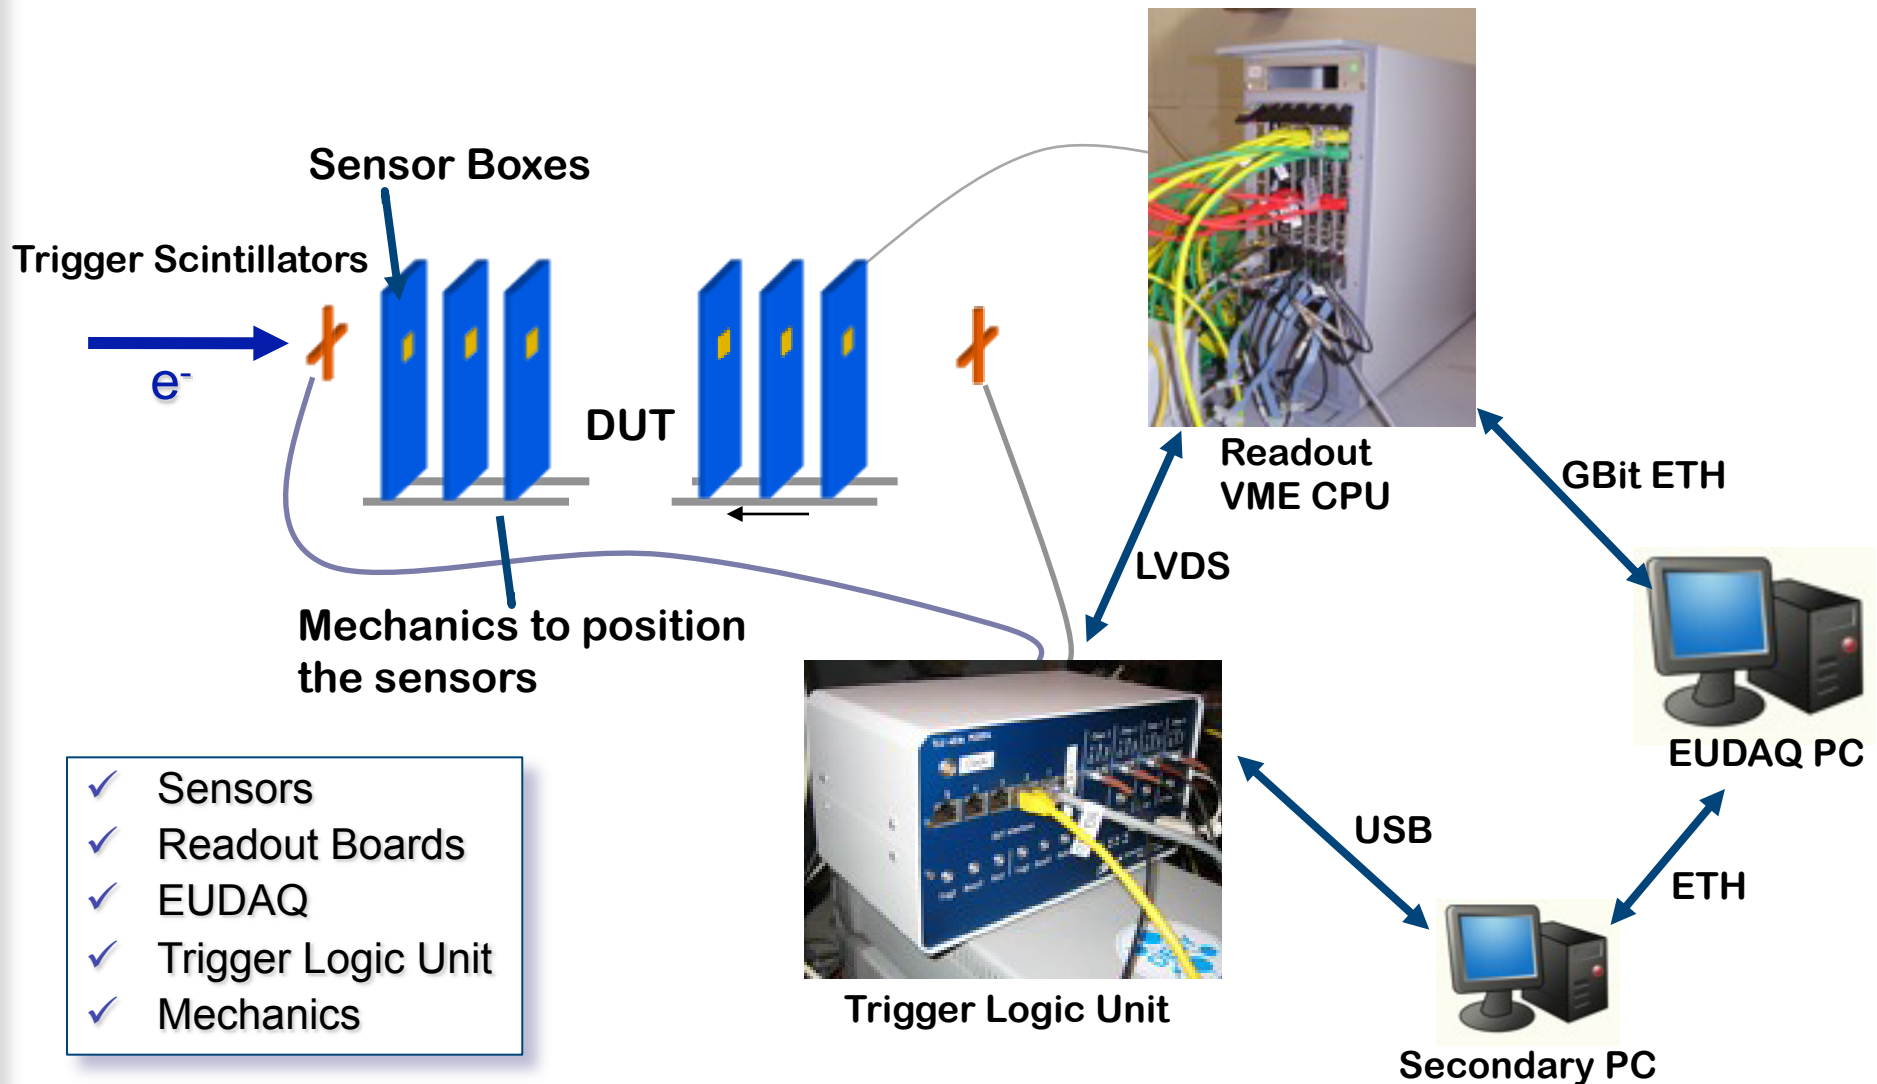 Sensor Boxes
Trigger Scintillators
e-
DUT
Mechanics to position
the sensors
Readout
VME CPU
GBit ETH
LVDS
EUDAQ PC
USB
ETH
Trigger Logic Unit
Secondary PC
✓ Sensors
✓ Readout Boards
✓ EUDAQ
✓ Trigger Logic Unit
✓ Mechanics